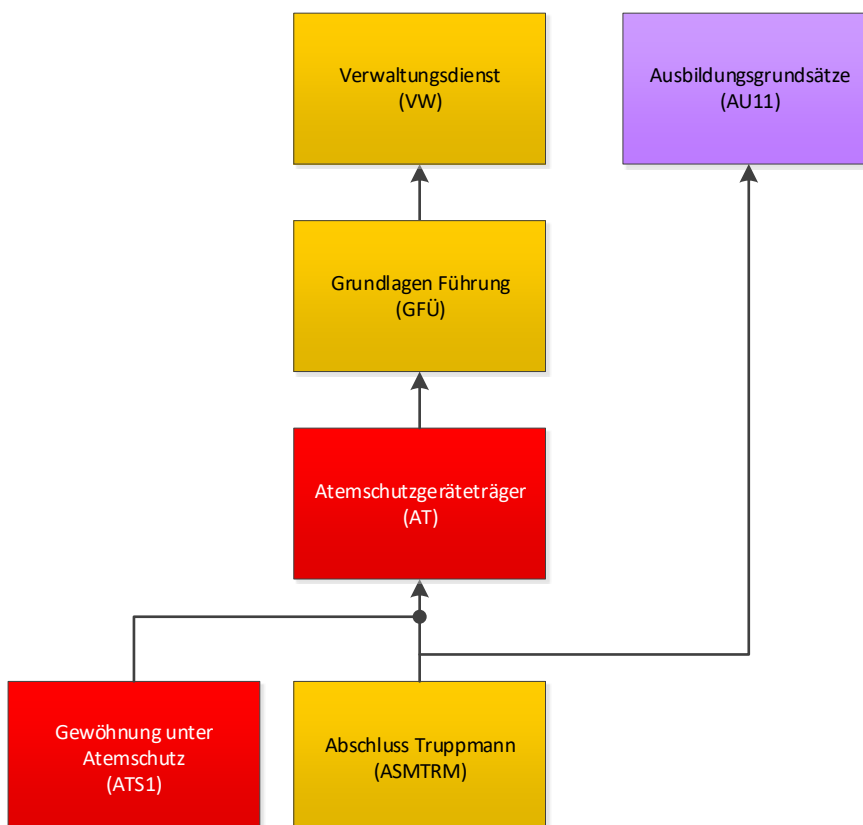 Verwaltungsdienst
(VW)
Ausbildungsgrundsätze
(AU11)
Grundlagen Führung
(GFÜ)
Atemschutzgeräteträger
(AT)
Gewöhnung unter
Atemschutz
(ATS1)
Abschluss Truppmann
(ASMTRM)